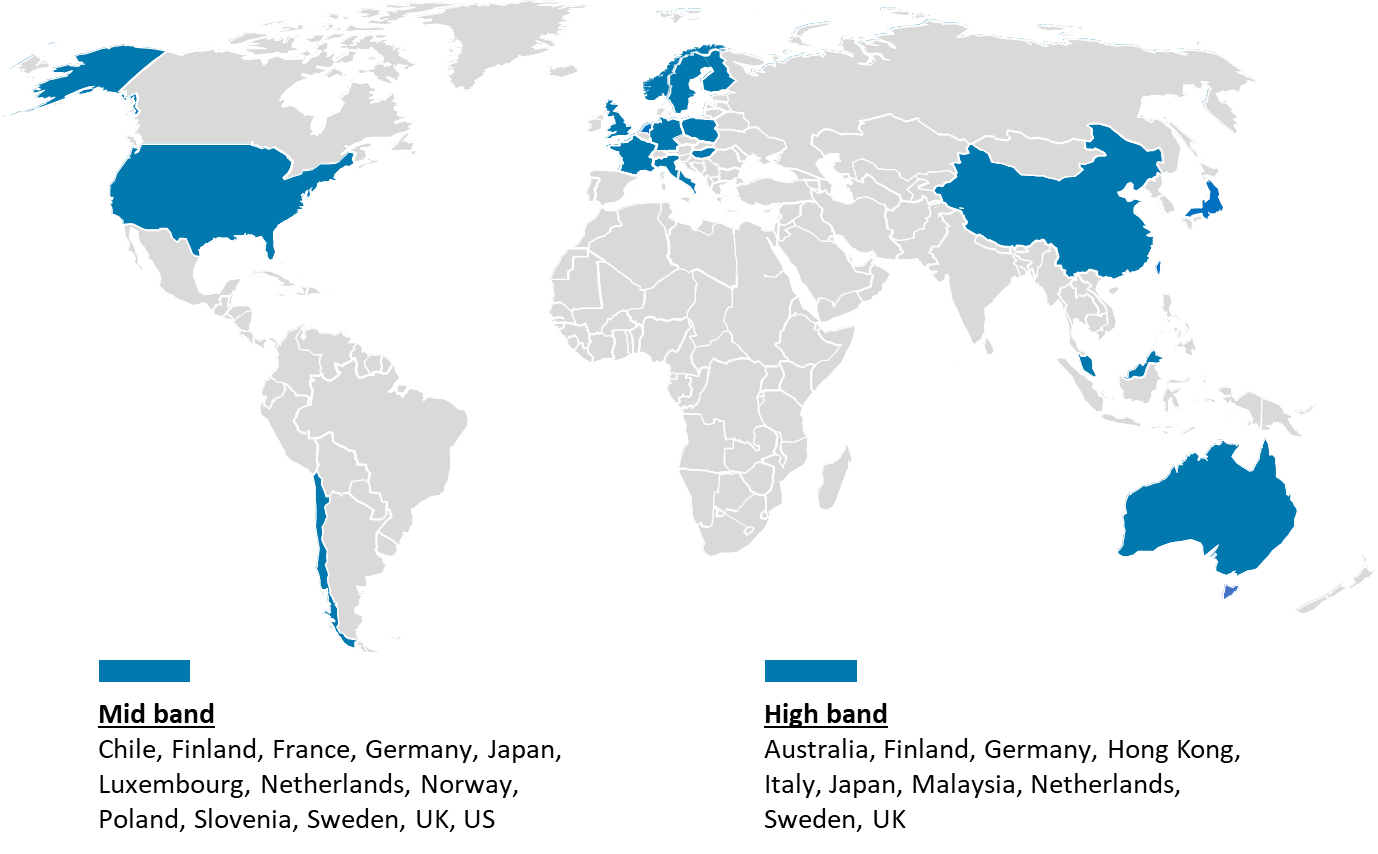 Mid band
Chile, Finland, France, Germany, Japan,
Luxembourg, Netherlands, Norway,
Poland, Slovenia, Sweden, UK, US
High band
Australia, Finland, Germany, Hong Kong,
Italy, Japan, Malaysia, Netherlands,
Sweden, UK